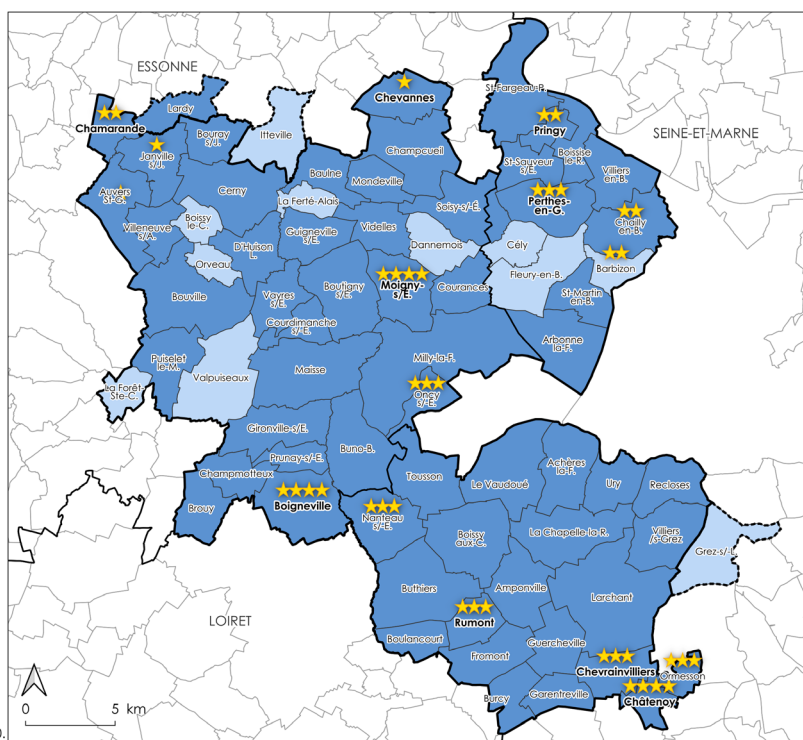 ESSONNE
SEINE-ET-MARNE
LOIRET
Lardy
Chamarande
Bouray
s/J.
Itteville
Janville
s/J.
Chevannes
Champcueil
St-Fargeau-P.
Pringy
Boissise
le-R.
St-Sauveur
s/E.
Villiers
en-B.
Perthes-
en-G.
Chailly
en-B.
Barbizon
Auvers
St-G.
Cerny
Baulne
Mondeville
La Ferté-Alais
Soisy-s/-É.
Villeneuve
s/A.
Boissy
le-C.
Guigneville
s/E.
Videlles
Dannemois
Cély
Fleury-en-B.
D'Huison
L.
Orveau
Bouville
Vayres
s/E.
Boutigny
s/E.
Moigny-
s/E.
Courances
St-Martin
en-B.
Courdimanche
s/-E.
Arbonne
la-F.
Puiselet
le-M.
Valpuiseaux
Maisse
Milly-la-F.
Oncy
s/-E.
La Forêt-
Ste-C.
Gironville-s/E.
Buno-B.
Prunay-s/-E.
Champmotteux
Brouy
Boigneville
Tousson
Le Vaudoué
Achères
la-F.
Ury
Recloses
Nanteau
s/-E.
Boissy
aux-C.
La Chapelle-la R.
Villiers
/s-Grez
Grez-s/-L.
Buthiers
Amponville
Larchant
Rumont
Boulancourt
Fromont
Guercheville
Chevrainvilliers
Ormesson
Châtenoy
Burcy
Garentreville
0 5 km